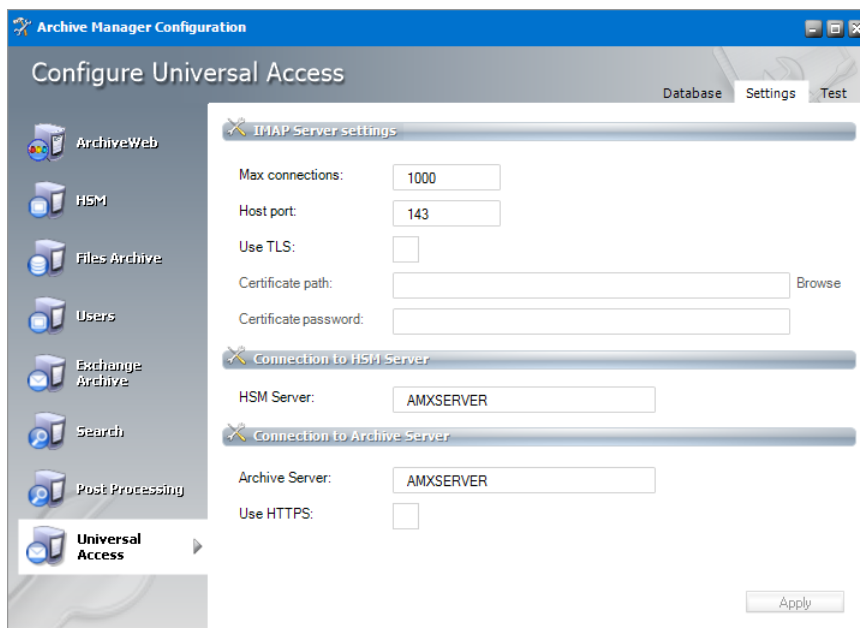 Archive Manager Configuration
Configure Universal Access
Database Settings Test
ArchiveWeb
HSM
Files Archive
Users
Exchange
Archive
Search
Post Processing
Universal
Access
IMAP Server settings
Max connections: 1000
Host port: 143
Use TLS:
Certificate path: Browse
Certificate password:
Connection to HSM Server
HSM Server: AMXSERVER
Connection to Archive Server
Archive Server: AMXSERVER
Use HTTPS:
Apply